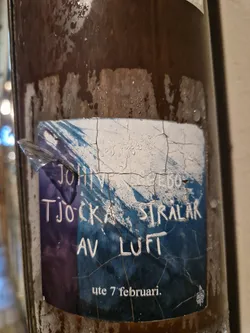 TJOCKA STRÅLAR
AV LUFT
ute 7 februari.